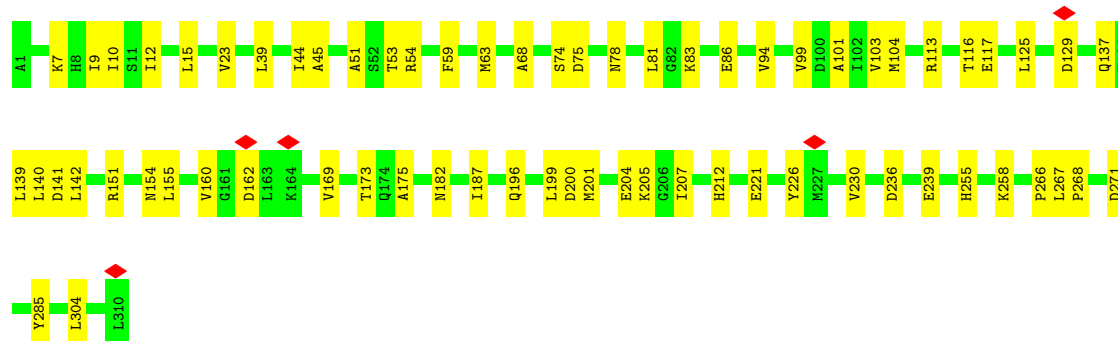 A1 K7 H8 I9 I10 S11 I12 L15 V23 L39 I44 A45 A51 S52 T53 R54 F59 M63 A68 S74 D75 N78 L81 G82 K83 E86 V94 V99 D100 A101 I102 V103 M104 R113 T116 E117 L125 D129 Q137
L139 L140 D141 L142 R151 N154 L155 V160 G161 D162 L163 K164 V169 T173 Q174 A175 N182 I187 Q196 L199 D200 M201 E204 K205 G206 I207 H212 E221 Y226 M227 V230 D236 E239 H255 K258 P266 L267 P268 D271
Y285 L304 L310